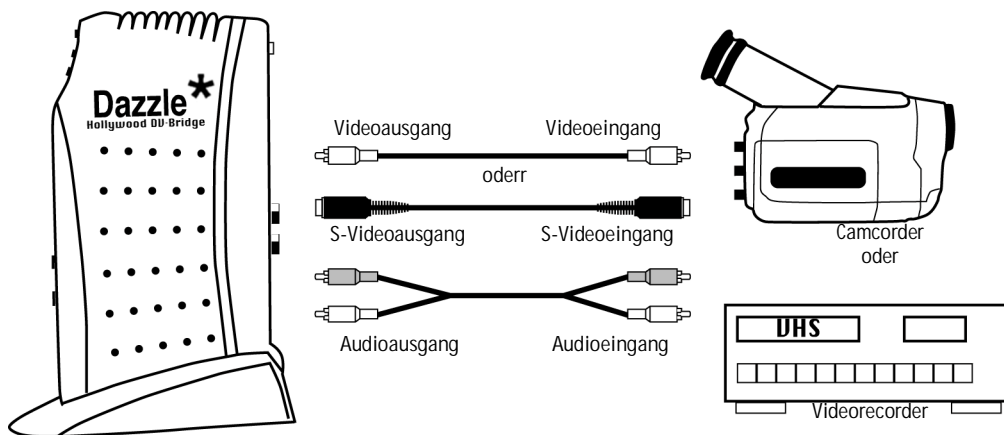 Dazzle*
Hollywood DV-Bridge
Videoausgang Videoeingang
oderr
S-Videoausgang S-Videoeingang
Audioausgang Audioeingang
Camcorder
oder
VHS
Videorecorder